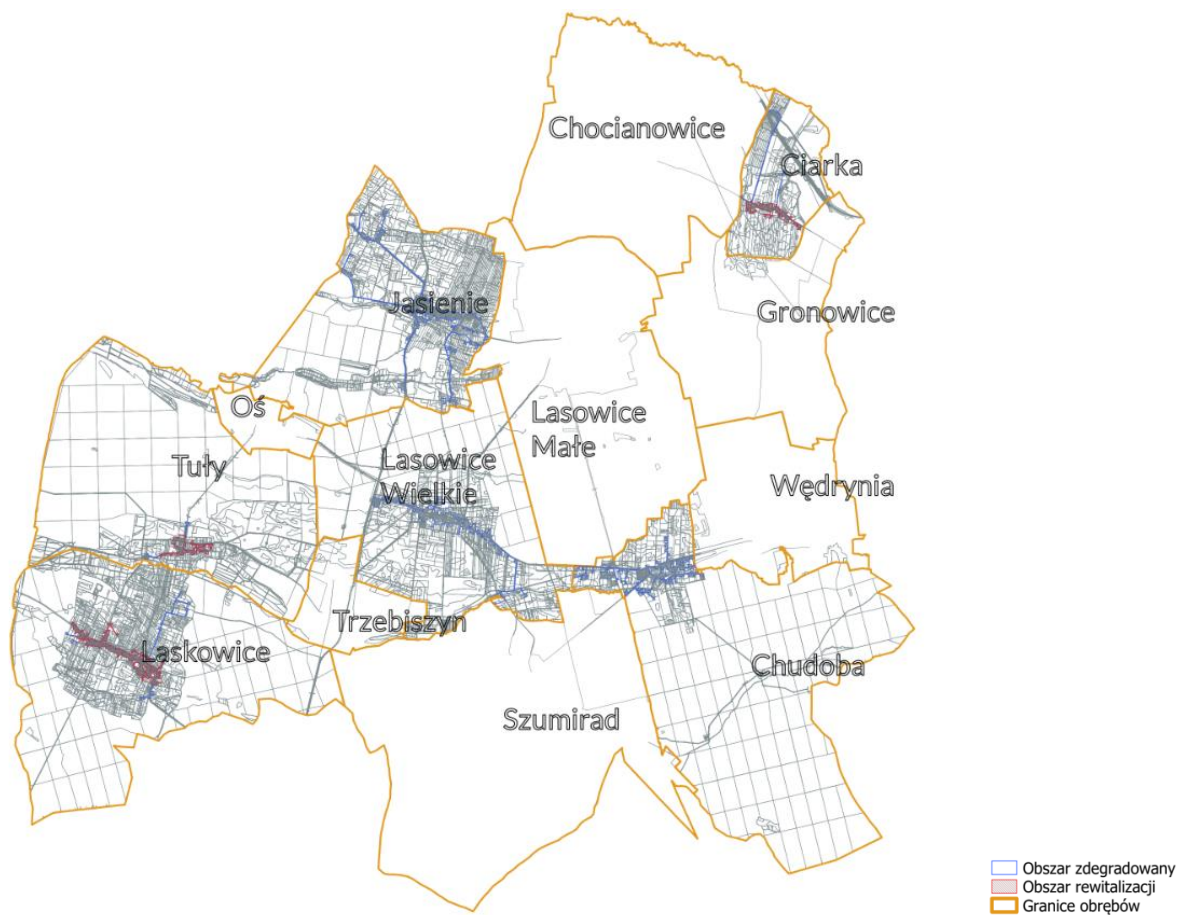 Chocianowice
Ciarka
Jasienie
Gronowice
Oś
Lasowice
Małe
Tuły
Lasowice
Wielkie
Wędrynia
Trzebiszyn
Laskowice
Chudoba
Szumirad
Obszar zdegradowany
Obszar rewitalizacji
Granice obrębów